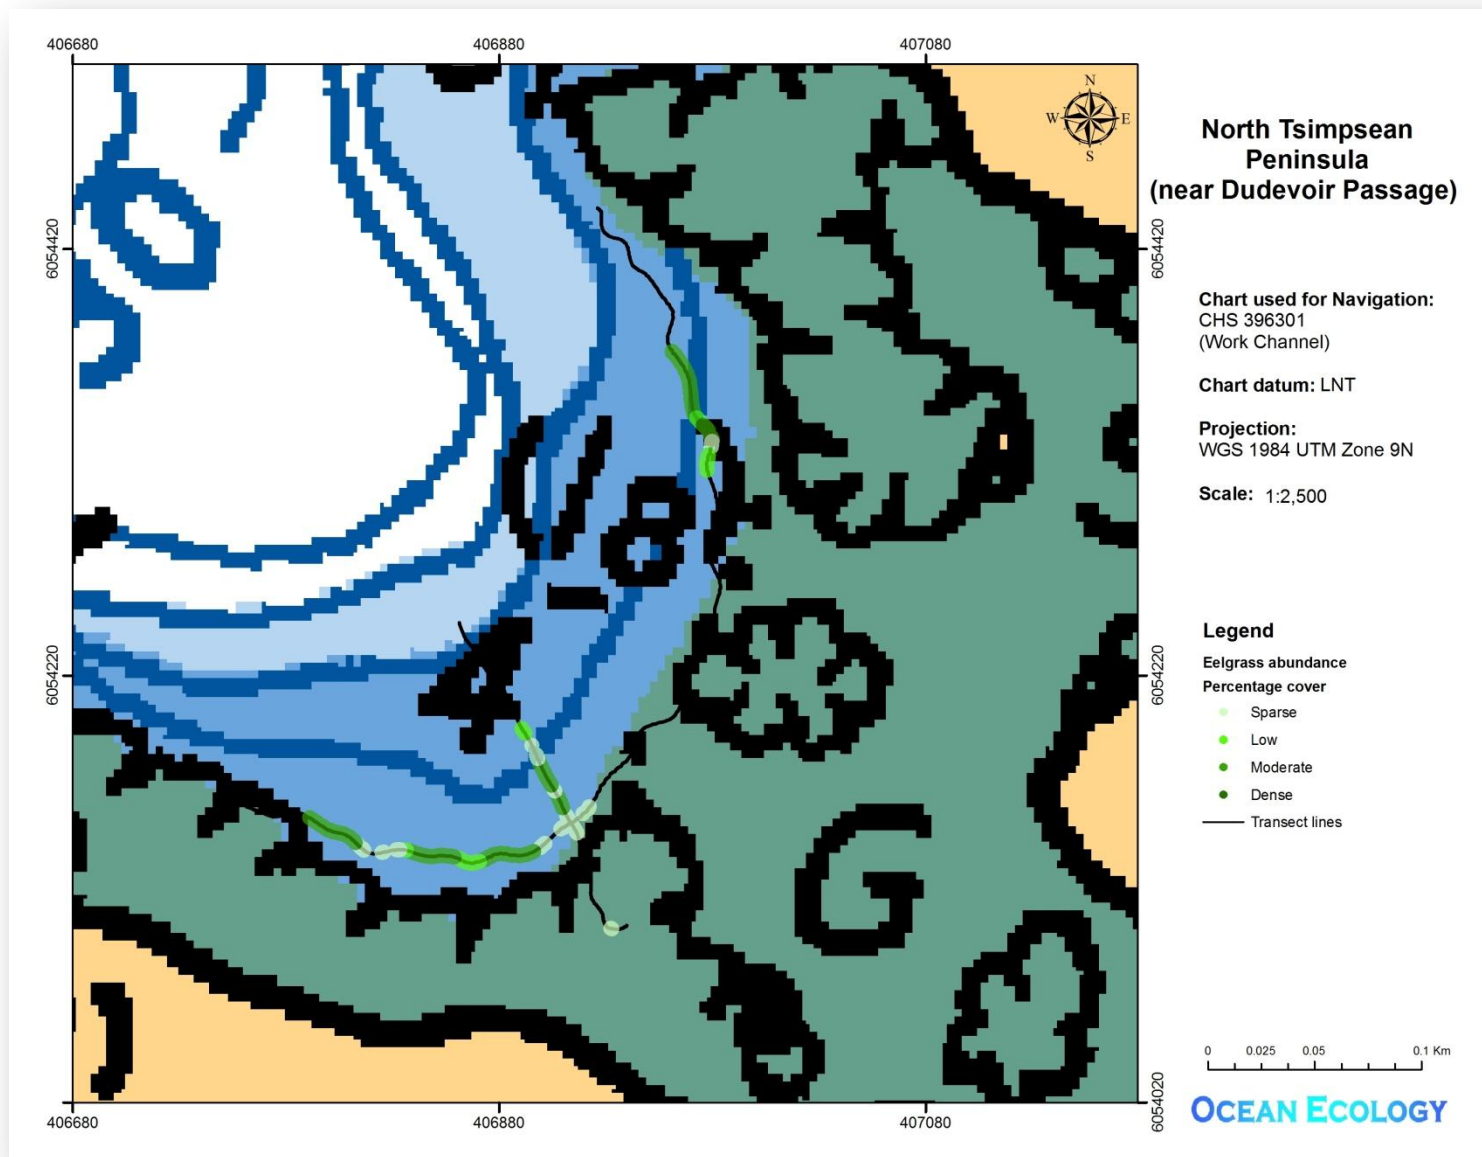 406680
406880
407080
N
W
E
S
North Tsimpsean
Peninsula
(near Dudevoir Passage)
6054420
6054420
Chart used for Navigation:
CHS 396301
(Work Channel)
Chart datum: LNT
Projection:
WGS 1984 UTM Zone 9N
Scale: 1:2,500
18
4
6054220
6054220
Legend
Eelgrass abundance
Percentage cover
Sparse
Low
Moderate
Dense
Transect lines
G
0 0.025 0.05 0.1 Km
6054020
OCEAN ECOLOGY
406680
406880
407080